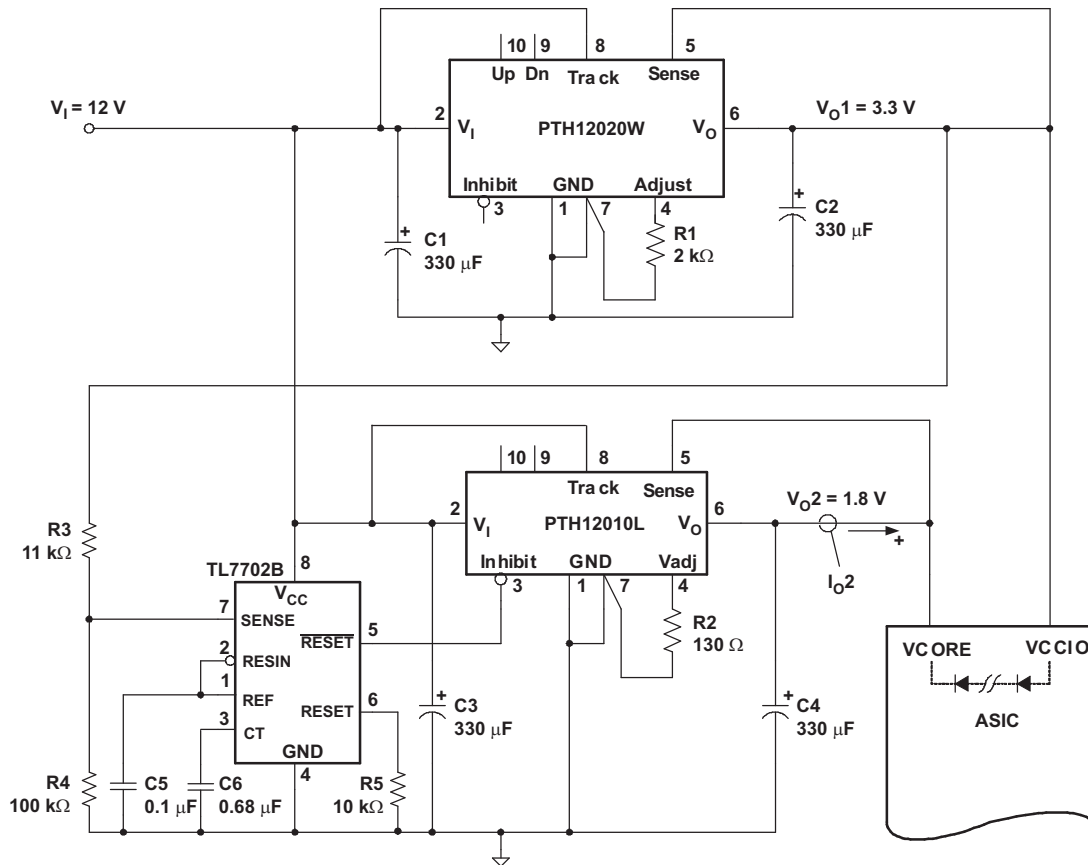 10 9
8
5
Up Dn
Track
Sense
V_I = 12 V
2
V_I
PTH12020W
V_O
6
V_O1 = 3.3 V
Inhibit
GND
Adjust
3
1
7
4
+
C1
330 μF
R1
2 kΩ
+
C2
330 μF
10 9
8
5
Track
Sense
2
V_I
PTH12010L
V_O
6
V_O2 = 1.8 V
+
I_O2
Inhibit
GND
Vadj
3
1
7
4
R3
11 kΩ
TL7702B
8
V_CC
7
SENSE
RESET
5
2
RESIN
1
REF
RESET
6
3
CT
GND
4
R2
130 Ω
+
C3
330 μF
+
C4
330 μF
R4
100 kΩ
C5
0.1 μF
C6
0.68 μF
R5
10 kΩ
VCORE
VCCIO
ASIC